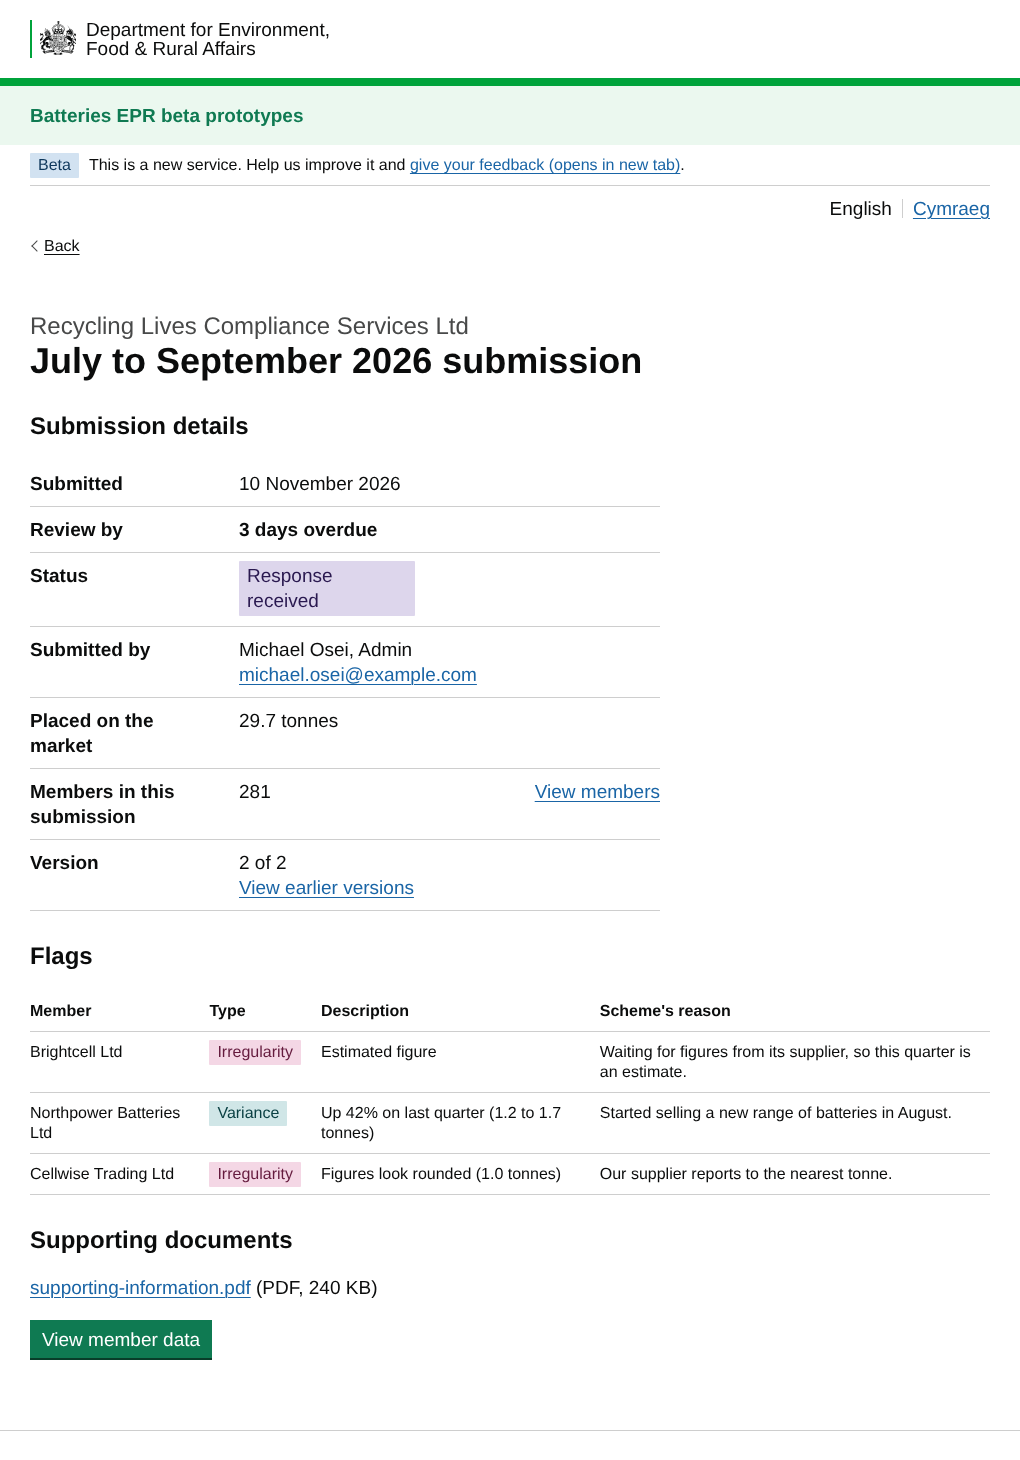 Department for Environment,
Food & Rural Affairs
Batteries EPR beta prototypes
Beta This is a new service. Help us improve it and give your feedback (opens in new tab).
English Cymraeg
Back
Recycling Lives Compliance Services Ltd
July to September 2026 submission
Submission details
Submitted 10 November 2026
Review by 3 days overdue
Status Response
received
Submitted by Michael Osei, Admin
michael.osei@example.com
Placed on the 29.7 tonnes
market
Members in this 281 View members
submission
Version 2 of 2
View earlier versions
Flags
Member Type Description Scheme's reason
Brightcell Ltd Irregularity Estimated figure Waiting for figures from its supplier, so this quarter is
an estimate.
Northpower Batteries Variance Up 42% on last quarter (1.2 to 1.7 Started selling a new range of batteries in August.
Ltd tonnes)
Cellwise Trading Ltd Irregularity Figures look rounded (1.0 tonnes) Our supplier reports to the nearest tonne.
Supporting documents
supporting-information.pdf (PDF, 240 KB)
View member data